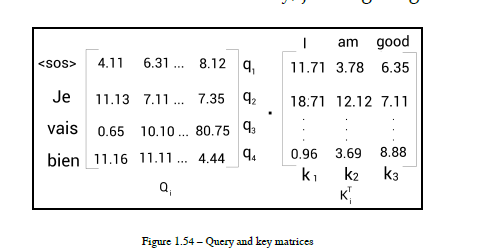 I am good
<sos> 4.11 6.31 ... 8.12 q1 11.71 3.78 6.35
Je 11.13 7.11 ... 7.35 q2 . 18.71 12.12 7.11
vais 0.65 10.10 ... 80.75 q3 : : :
bien 11.16 11.11 ... 4.44 q4 0.96 3.69 8.88
k1 k2 k3
Qi KiT
Figure 1.54 – Query and key matrices